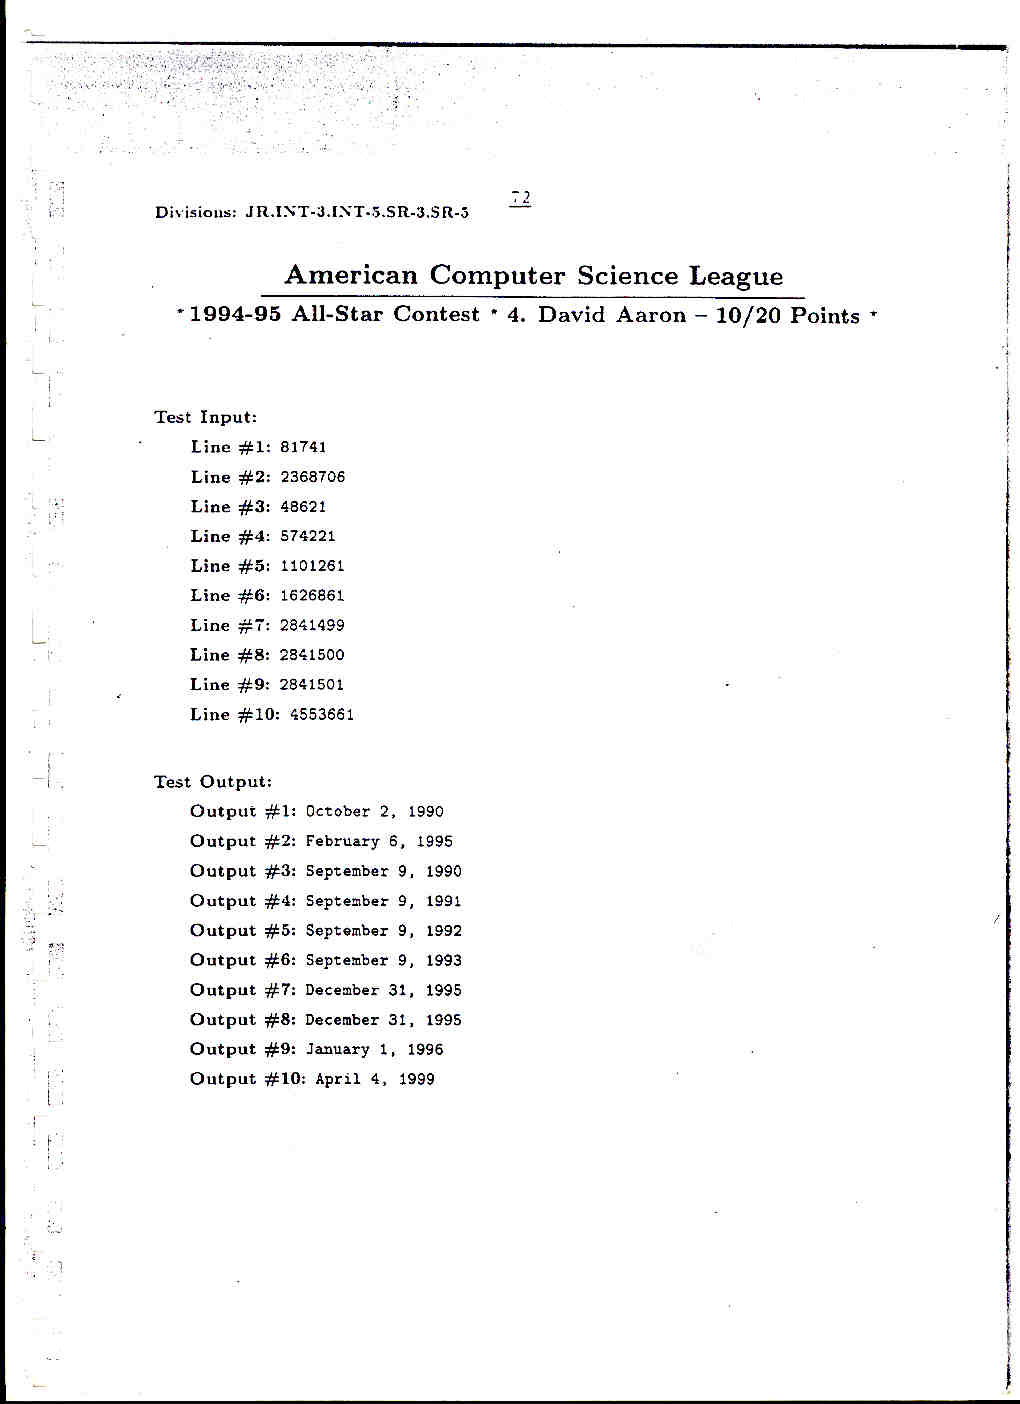 72
Divisions: JR.INT-3.INT-5.SR-3.SR-5
American Computer Science League
* 1994-95 All-Star Contest * 4. David Aaron – 10/20 Points *
Test Input:
Line #1: 81741
Line #2: 2368706
Line #3: 48621
Line #4: 574221
Line #5: 1101261
Line #6: 1626861
Line #7: 2841499
Line #8: 2841500
Line #9: 2841501
Line #10: 4553661
Test Output:
Output #1: October 2, 1990
Output #2: February 6, 1995
Output #3: September 9, 1990
Output #4: September 9, 1991
Output #5: September 9, 1992
Output #6: September 9, 1993
Output #7: December 31, 1995
Output #8: December 31, 1995
Output #9: January 1, 1996
Output #10: April 4, 1999